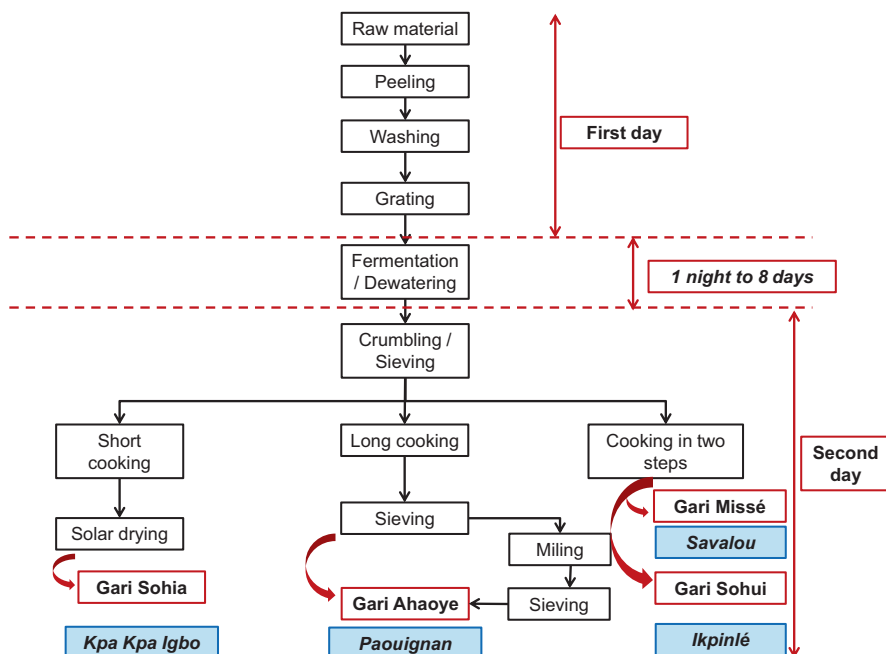 Raw material
Peeling
Washing
First day
Grating
Fermentation
/ Dewatering
1 night to 8 days
Crumbling /
Sieving
Short
cooking
Long cooking
Cooking in two
steps
Second
day
Solar drying
Sieving
Gari Missé
Savalou
Miling
Gari Sohia
Gari Ahaoye
Sieving
Gari Sohui
Kpa Kpa Igbo
Paouignan
Ikpinlé